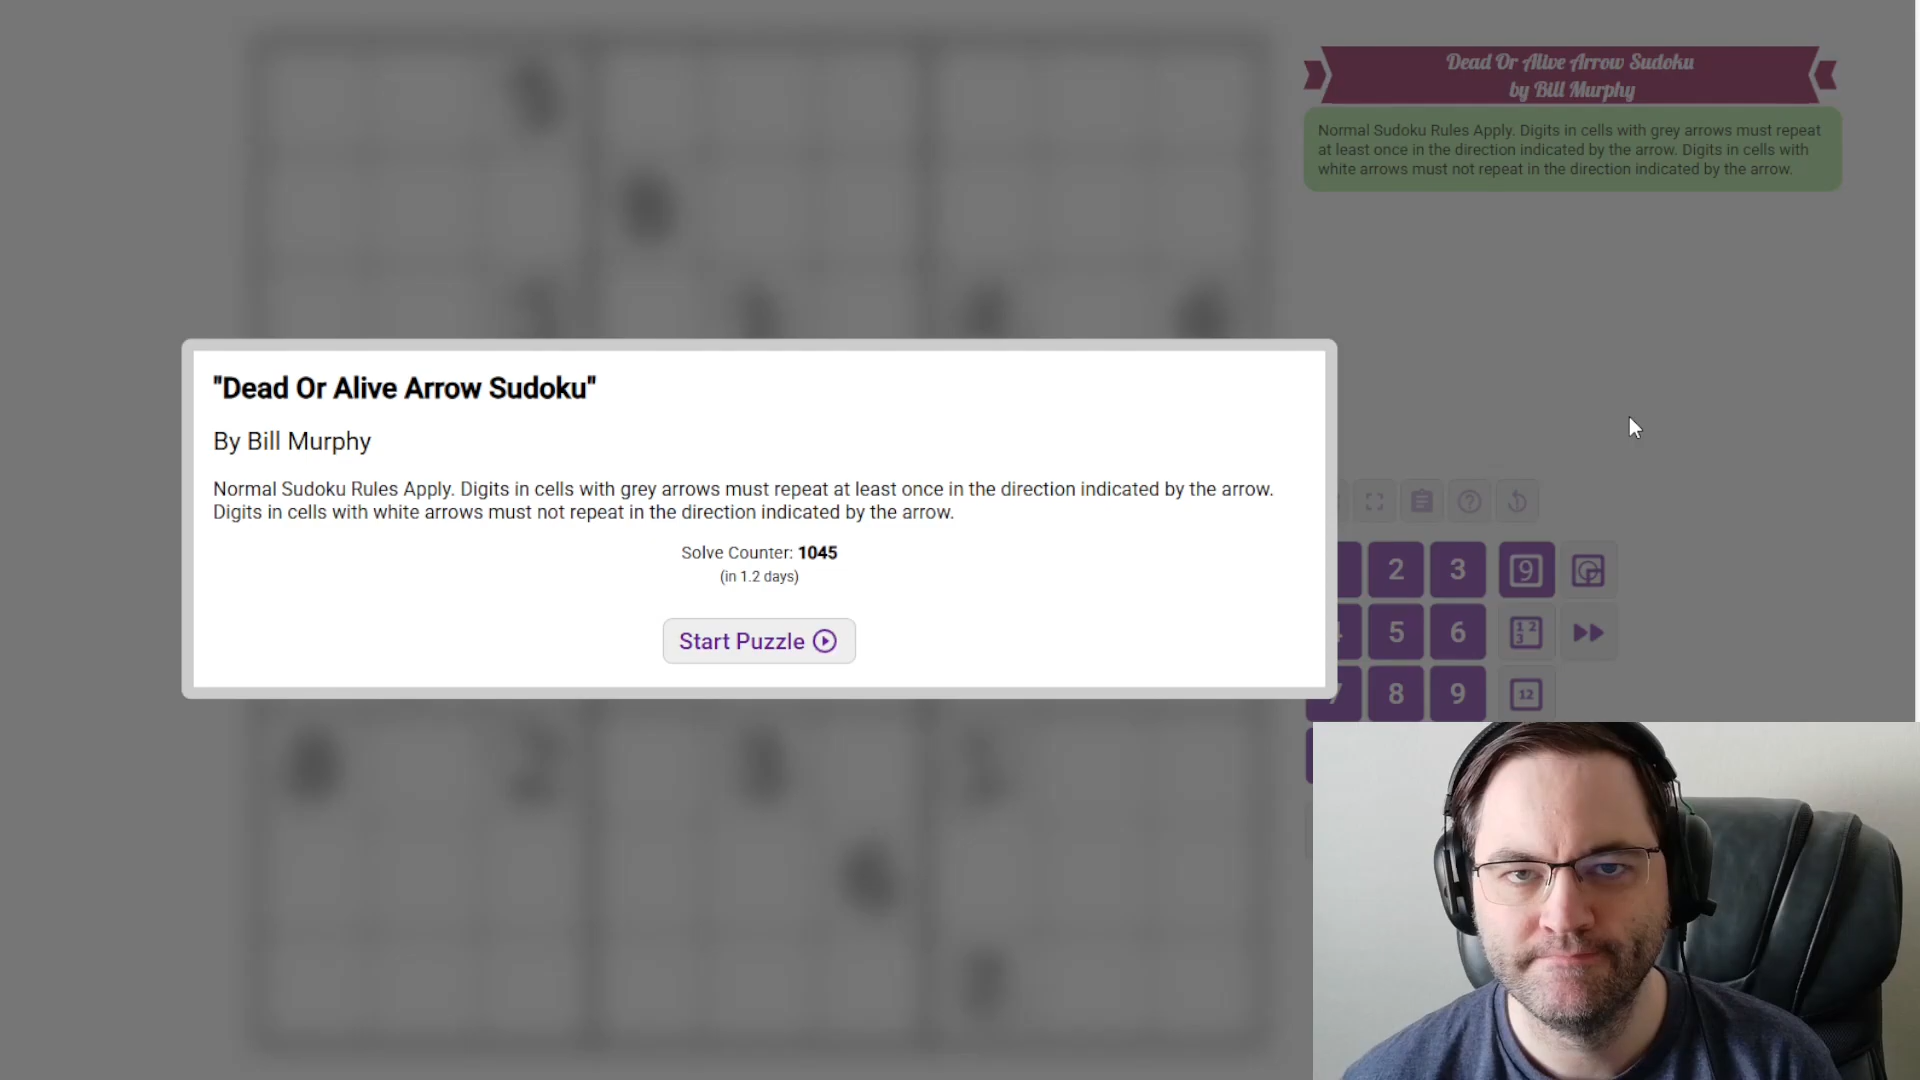 Dead Or Alive Arrow Sudoku
by Bill Murphy
Normal Sudoku Rules Apply. Digits in cells with grey arrows must repeat
at least once in the direction indicated by the arrow. Digits in cells with
white arrows must not repeat in the direction indicated by the arrow.
"Dead Or Alive Arrow Sudoku"
By Bill Murphy
Normal Sudoku Rules Apply. Digits in cells with grey arrows must repeat at least once in the direction indicated by the arrow.
Digits in cells with white arrows must not repeat in the direction indicated by the arrow.
Solve Counter: 1045
(in 1.2 days)
Start Puzzle
2 3 9
5 6 1 2 3
7 8 9 12